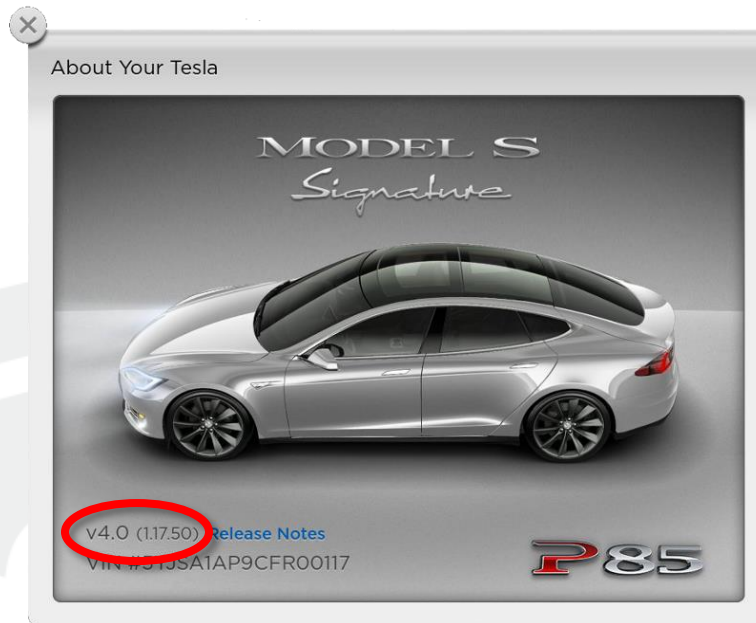 About Your Tesla
MODEL S
Signature
v4.0 (1.17.50) Release Notes
VIN #5YJSA1AP9CFR00117
P85